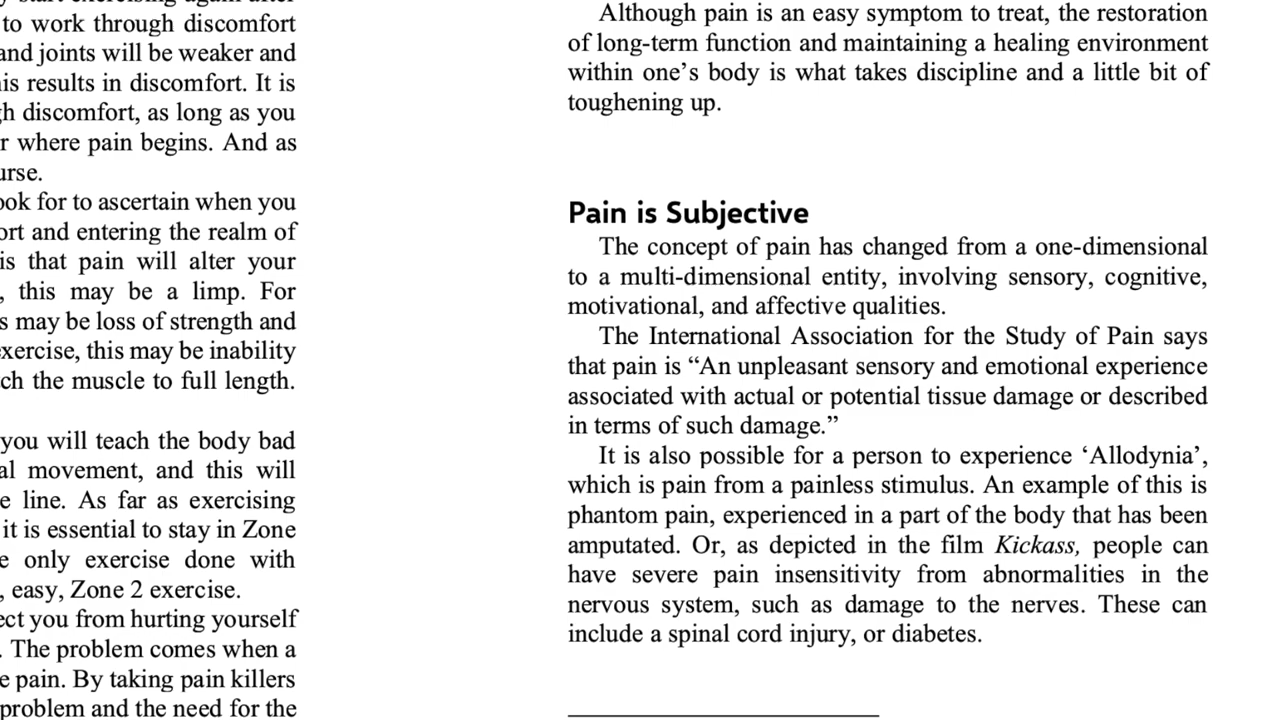 to work through discomfort
and joints will be weaker and
results in discomfort. It is
discomfort, as long as you
where pain begins. And as
look for to ascertain when you
and entering the realm of
is that pain will alter your
, this may be a limp. For
may be loss of strength and
exercise, this may be inability
the muscle to full length.
you will teach the body bad
movement, and this will
line. As far as exercising
it is essential to stay in Zone
only exercise done with
, easy, Zone 2 exercise.
you from hurting yourself
. The problem comes when a
pain. By taking pain killers
problem and the need for the
Although pain is an easy symptom to treat, the restoration
of long-term function and maintaining a healing environment
within one’s body is what takes discipline and a little bit of
toughening up.
Pain is Subjective
The concept of pain has changed from a one-dimensional
to a multi-dimensional entity, involving sensory, cognitive,
motivational, and affective qualities.
The International Association for the Study of Pain says
that pain is “An unpleasant sensory and emotional experience
associated with actual or potential tissue damage or described
in terms of such damage.”
It is also possible for a person to experience ‘Allodynia’,
which is pain from a painless stimulus. An example of this is
phantom pain, experienced in a part of the body that has been
amputated. Or, as depicted in the film Kickass, people can
have severe pain insensitivity from abnormalities in the
nervous system, such as damage to the nerves. These can
include a spinal cord injury, or diabetes.